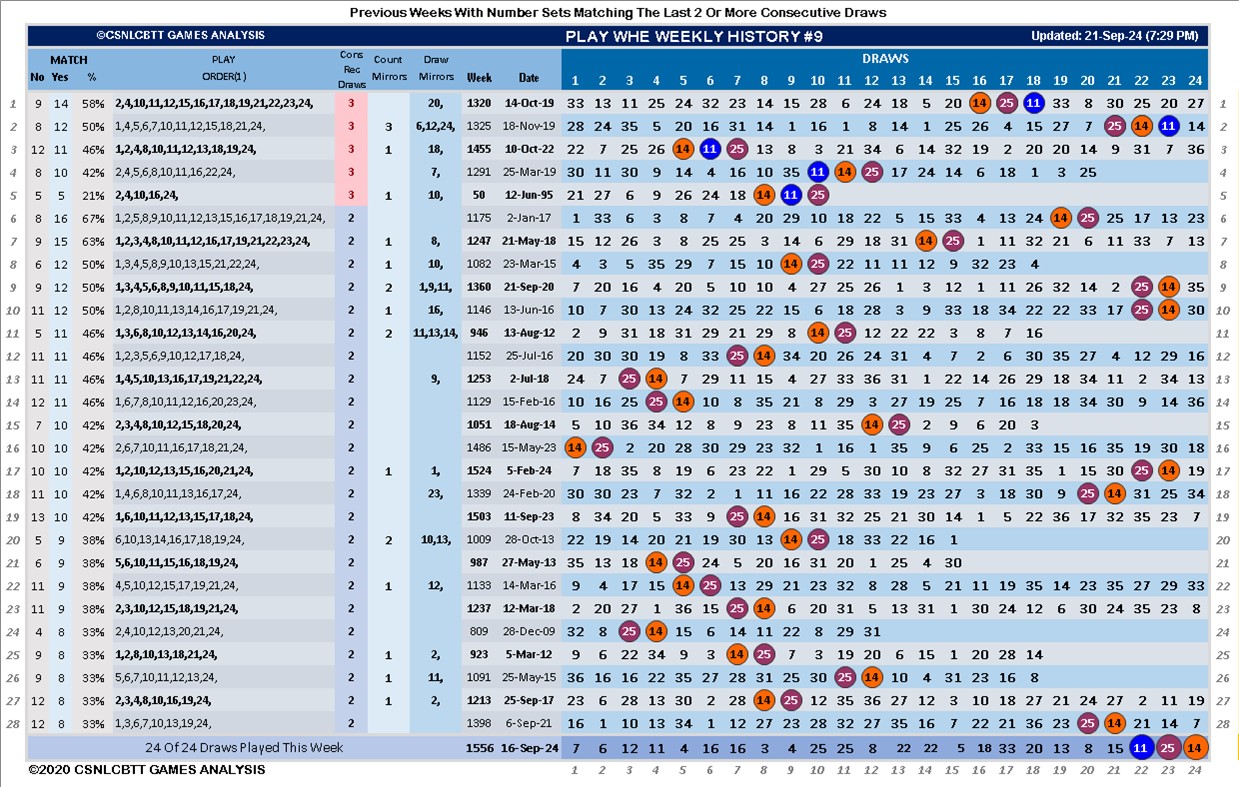 Previous Weeks With Number Sets Matching The Last 2 Or More Consecutive Draws
©CSNLCBTT GAMES ANALYSIS PLAY WHE WEEKLY HISTORY #9 Updated: 21-Sep-24 (7:29 PM)
MATCH PLAY Cons Count Draw DRAWS
No Yes % ORDER(1) Rec Draws Mirrors Mirrors Week Date 1 2 3 4 5 6 7 8 9 10 11 12 13 14 15 16 17 18 19 20 21 22 23 24
1 9 14 58% 2,4,10,11,12,15,16,17,18,19,21,22,23,24, 3 20, 1320 14-Oct-19 33 13 11 25 24 32 23 14 15 28 6 24 18 5 20 16 14 17 25 18 11 33 8 30 25 20 27 1
2 8 12 50% 1,4,5,6,7,10,11,12,15,18,21,24, 3 3 6,12,24, 1325 18-Nov-19 28 24 35 5 20 16 31 14 1 16 1 8 14 1 25 26 4 15 27 7 25 14 11 14 2
3 12 11 46% 1,2,4,8,10,11,12,13,18,19,24, 3 1 18, 1455 10-Oct-22 22 7 25 26 14 11 25 13 8 3 21 34 6 14 32 19 2 20 20 14 9 31 7 36 3
4 8 10 42% 2,4,5,6,8,10,11,16,22,24, 3 7, 1291 25-Mar-19 30 11 30 9 14 4 16 10 35 11 14 25 17 24 14 6 18 1 3 25 4
5 5 5 21% 2,4,10,16,24, 3 1 10, 50 12-Jun-95 21 27 6 9 26 24 18 14 11 25 5
6 8 16 67% 1,2,5,8,9,10,11,12,13,15,16,17,18,19,21,24, 2 1175 2-Jan-17 1 33 6 3 8 7 4 20 29 10 18 22 5 15 33 4 13 24 14 25 25 17 13 23 6
7 9 15 63% 1,2,3,4,8,10,11,12,16,17,19,21,22,23,24, 2 1 8, 1247 21-May-18 15 12 26 3 8 25 25 3 14 6 29 18 31 14 25 1 11 32 21 6 11 33 7 13 7
8 6 12 50% 1,3,4,5,8,9,10,13,15,21,22,24, 2 1 10, 1082 23-Mar-15 4 3 5 35 29 7 15 10 14 25 22 11 11 12 9 32 23 4 8
9 9 12 50% 1,3,4,5,6,8,9,10,11,15,18,24, 2 2 1,9,11, 1360 21-Sep-20 7 20 16 4 20 5 10 10 4 27 25 26 1 3 12 1 11 26 32 14 2 25 14 35 9
10 11 12 50% 1,2,8,10,11,13,14,16,17,19,21,24, 2 1 16, 1146 13-Jun-16 10 7 30 13 24 32 25 22 15 6 18 28 3 9 33 18 34 22 22 33 17 25 14 30 10
11 5 11 46% 1,3,6,8,10,12,13,14,16,20,24, 2 2 11,13,14, 946 13-Aug-12 2 9 31 18 31 29 21 29 8 14 25 12 22 22 3 8 7 16 11
12 11 11 46% 1,2,3,5,6,9,10,12,17,18,24, 2 1152 25-Jul-16 20 30 30 19 8 33 25 14 34 20 26 24 31 4 7 2 6 30 35 27 4 12 29 16 12
13 11 11 46% 1,4,5,10,13,16,17,19,21,22,24, 2 9, 1253 2-Jul-18 24 7 25 14 7 29 11 15 4 27 33 36 31 1 22 14 26 29 18 34 11 2 34 13 13
14 12 11 46% 1,6,7,8,10,11,12,16,20,23,24, 2 1129 15-Feb-16 10 16 25 25 14 10 8 35 21 8 29 3 27 19 25 7 16 18 18 34 30 9 14 36 14
15 7 10 42% 2,3,4,8,10,12,15,18,20,24, 2 1051 18-Aug-14 5 10 36 34 12 8 9 23 8 11 35 14 25 2 9 6 20 3 15
16 10 10 42% 2,6,7,10,11,16,17,18,21,24, 2 1486 15-May-23 14 25 2 20 28 30 29 23 32 1 16 1 35 9 6 25 5 33 15 16 35 19 30 18 16
17 10 10 42% 1,2,10,12,13,15,16,20,21,24, 2 1 1, 1524 5-Feb-24 7 18 35 8 19 6 23 22 1 29 5 30 10 8 32 27 31 35 1 15 30 25 14 19 17
18 11 10 42% 1,4,6,8,10,11,13,16,17,24, 2 23, 1339 24-Feb-20 30 30 23 7 32 2 1 11 16 22 28 33 19 23 27 3 18 30 9 25 14 31 25 34 18
19 13 10 42% 1,6,10,11,12,13,15,17,18,24, 2 1503 11-Sep-23 8 34 20 5 33 9 25 14 16 31 32 25 21 30 14 1 5 22 36 17 32 35 23 7 19
20 5 9 38% 6,10,13,14,16,17,18,19,24, 2 2 10,13, 1009 28-Oct-13 22 19 14 20 21 19 30 13 14 25 18 33 22 14 16 1 20
21 6 9 38% 5,6,10,11,15,16,18,19,24, 2 987 27-May-13 35 13 18 14 25 24 5 20 16 31 20 1 25 4 30 21
22 11 9 38% 4,5,10,12,15,17,19,21,24, 2 1 12, 1133 14-Mar-16 9 4 17 15 14 25 13 29 21 23 32 8 28 5 21 11 19 35 14 23 35 27 29 33 22
23 11 9 38% 2,3,10,12,15,18,19,21,24, 2 1237 12-Mar-18 2 20 27 1 36 15 25 14 6 20 31 5 13 31 1 30 24 12 6 30 24 35 23 8 23
24 4 8 33% 2,4,10,12,13,20,21,24, 2 809 28-Dec-09 32 8 25 14 15 6 14 11 22 8 29 31 24
25 9 8 33% 1,2,8,10,13,18,21,24, 2 1 2, 923 5-Mar-12 9 6 22 34 9 3 14 25 7 3 19 20 6 15 1 20 28 14 25
26 9 8 33% 5,6,7,10,11,12,13,24, 2 1 11, 1091 25-May-15 36 16 16 22 35 27 28 31 25 30 25 14 10 4 31 23 16 8 26
27 12 8 33% 2,3,4,8,10,16,19,24, 2 1 2, 1213 25-Sep-17 23 6 28 13 30 2 28 14 25 12 35 36 27 12 3 10 18 27 21 24 27 2 11 19 27
28 12 8 33% 1,3,6,7,10,13,19,24, 2 1398 6-Sep-21 16 1 10 13 34 1 12 27 23 28 32 27 35 16 7 22 21 36 23 25 14 21 14 7 28
24 Of 24 Draws Played This Week 1556 16-Sep-24 7 6 12 11 4 16 16 3 4 25 25 8 22 22 5 18 33 20 13 8 15 11 25 14
©2020 CSNLCBTT GAMES ANALYSIS 1 2 3 4 5 6 7 8 9 10 11 12 13 14 15 16 17 18 19 20 21 22 23 24